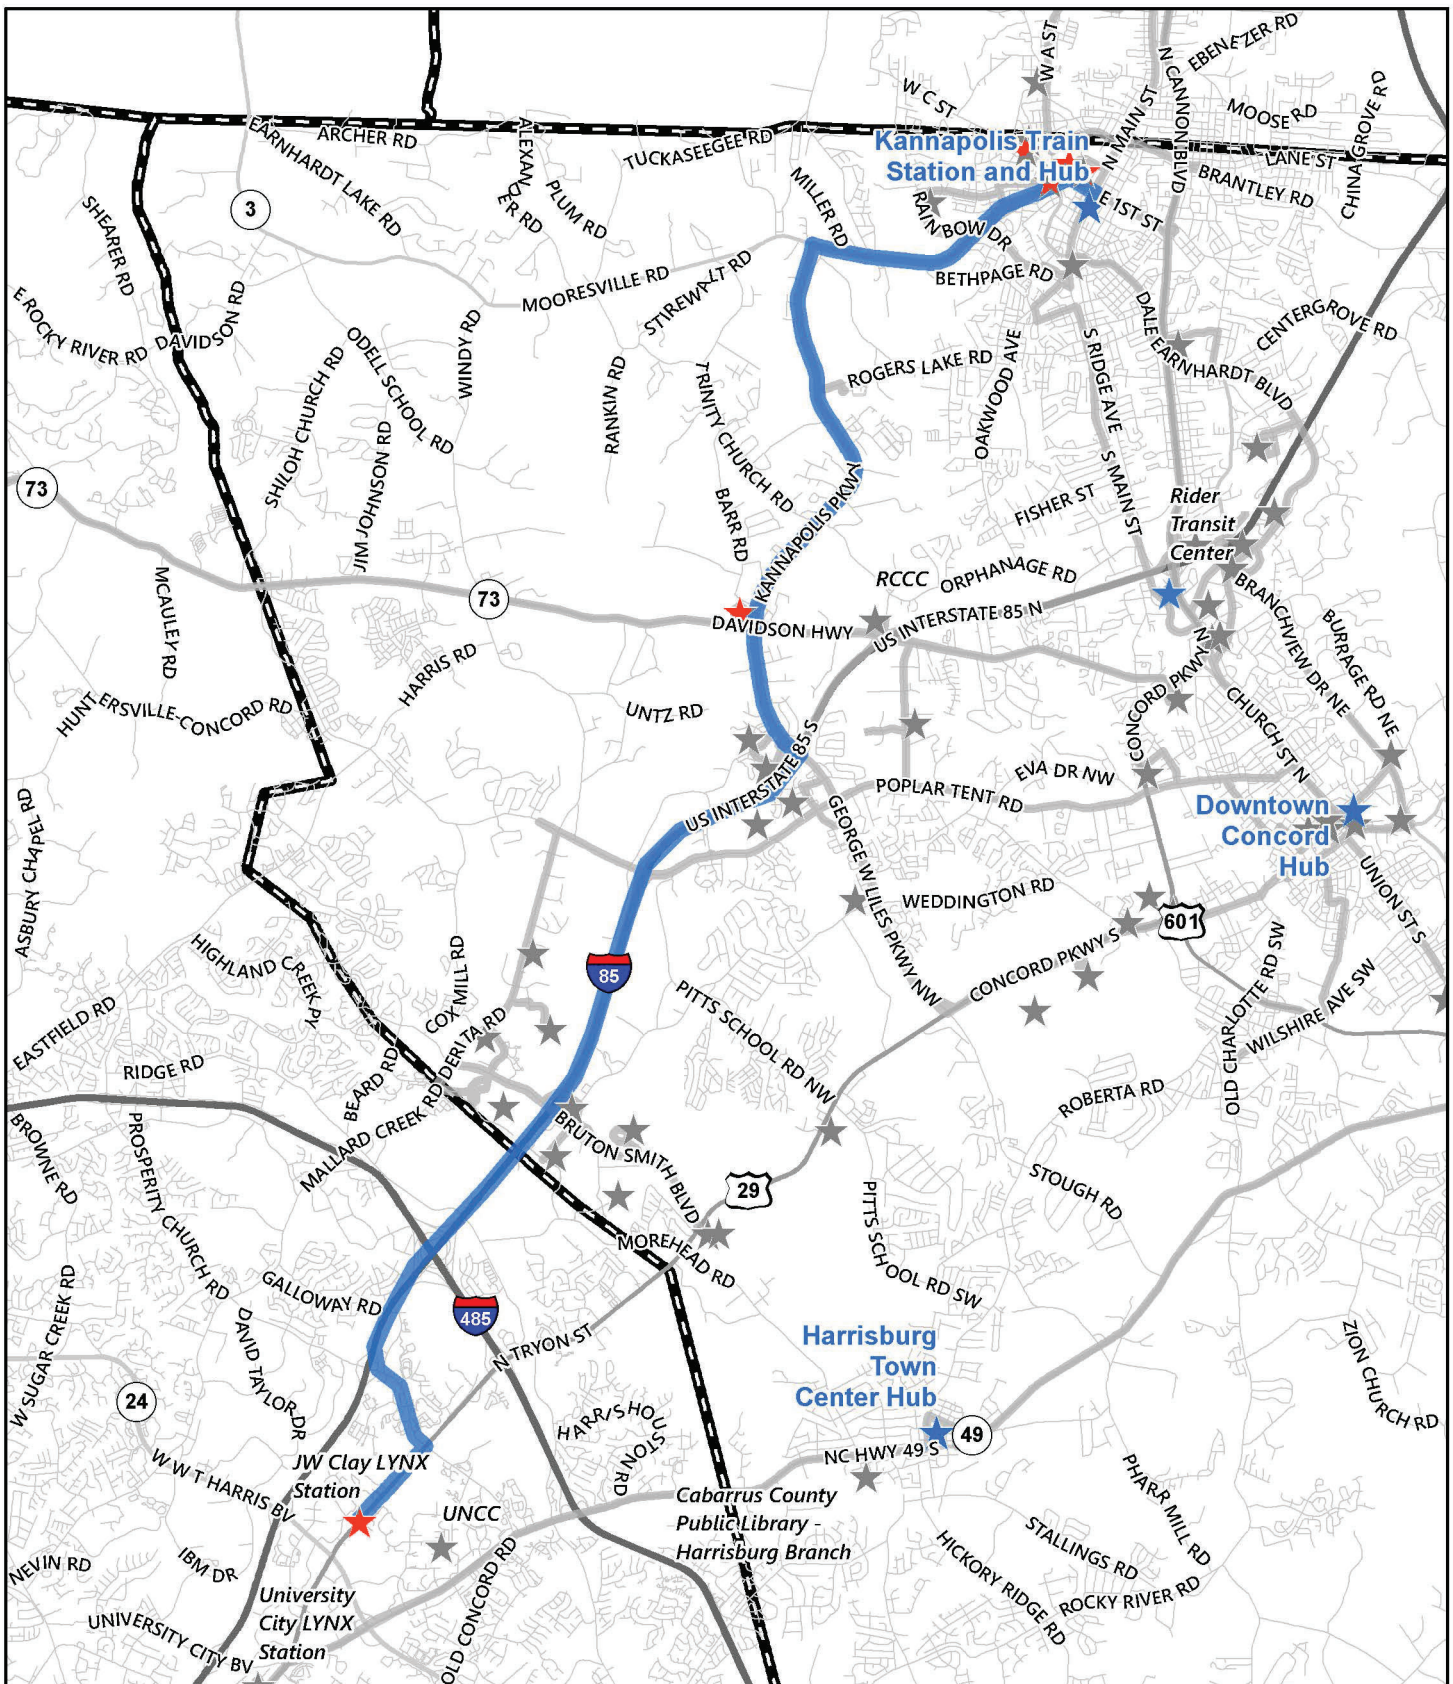 W A ST
EBENEZER RD
W C ST
N CANNON BLVD
MOOSE RD
CHINA GROVE RD
N MAIN ST
EARNHARDT LAKE RD
ARCHER RD
ALEXANDER RD
TUCKASEEGEE RD
Kannapolis Train
Station and Hub
LANE ST
BRANTLEY RD
PLUM RD
MILLER RD
SHEARER RD
3
RAINBOW DR
E 1ST ST
BETHPAGE RD
MOORESVILLE RD
STIREWALT RD
DAVIDSON RD
E ROCKY RIVER RD
WINDY RD
ODELL SCHOOL RD
SHILOH CHURCH RD
RANKIN RD
TRINITY CHURCH RD
ROGERS LAKE RD
OAKWOOD AVE
S RIDGE AVE
DALE EARNHARDT BLVD
CENTERGROVE RD
JIM JOHNSON RD
73
BARR RD
KANNAPOLIS PKWY
FISHER ST
S MAIN ST
Rider
Transit
Center
RCCC
ORPHANAGE RD
MCAULEY RD
73
DAVIDSON HWY
US INTERSTATE 85 N
BRANCHVIEW DR NE
BURRAGE RD NE
HARRIS RD
HUNTERSVILLE-CONCORD RD
UNTZ RD
CONCORD PKWY N
CHURCH ST N
US INTERSTATE 85 S
POPLAR TENT RD
EVA DR NW
ASBURY CHAPEL RD
GEORGE W LILES PKWY NW
Downtown
Concord
Hub
WEDDINGTON RD
UNION ST S
601
HIGHLAND CREEK PY
COX MILL RD
85
PITTS SCHOOL RD NW
CONCORD PKWY S
OLD CHARLOTTE RD SW
WILSHIRE AVE SW
EASTFIELD RD
RIDGE RD
BEARD RD
DERITA RD
MALLARD CREEK RD
ROBERTA RD
BROWNE RD
PROSPERITY CHURCH RD
BRUTON SMITH BLVD
29
STOUGH RD
PITTS SCHOOL RD SW
MOREHEAD RD
W SUGAR CREEK RD
GALLOWAY RD
DAVID TAYLOR DR
485
N TRYON ST
Harrisburg
Town
Center Hub
ZION CHURCH RD
24
HARRIS HOUSTON RD
49
NC HWY 49 S
JW Clay LYNX
Station
W W T HARRIS BV
UNCC
Cabarrus County
Public Library -
Harrisburg Branch
PHARR MILL RD
STALLINGS RD
HICKORY RIDGE RD
ROCKY RIVER RD
NEVIN RD
IBM DR
University
City LYNX
Station
OLD CONCORD RD
UNIVERSITY CITY BV